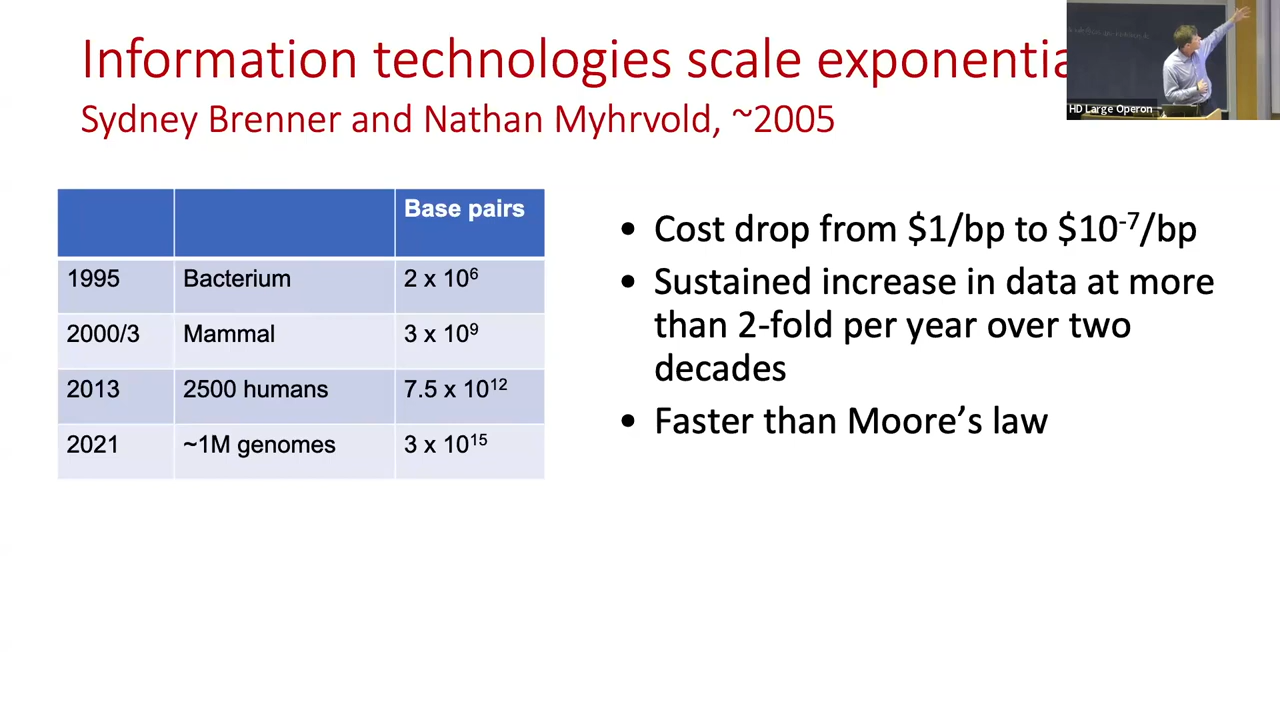 Information technologies scale exponentia
Sydney Brenner and Nathan Myhrvold, ~2005
HD Large Operon
Base pairs
1995 Bacterium 2 x 10⁶
2000/3 Mammal 3 x 10⁹
2013 2500 humans 7.5 x 10¹²
2021 ~1M genomes 3 x 10¹⁵
• Cost drop from $1/bp to $10⁻⁷/bp
• Sustained increase in data at more
than 2-fold per year over two
decades
• Faster than Moore’s law